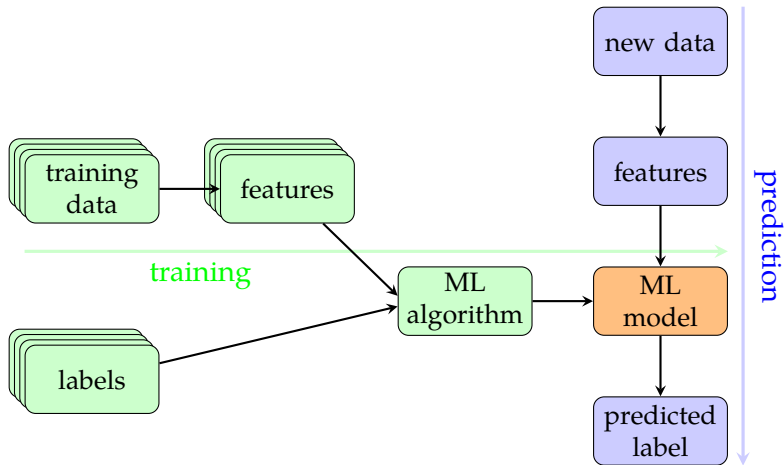 new data
training
data
features
features
prediction
training
ML
algorithm
ML
model
labels
predicted
label